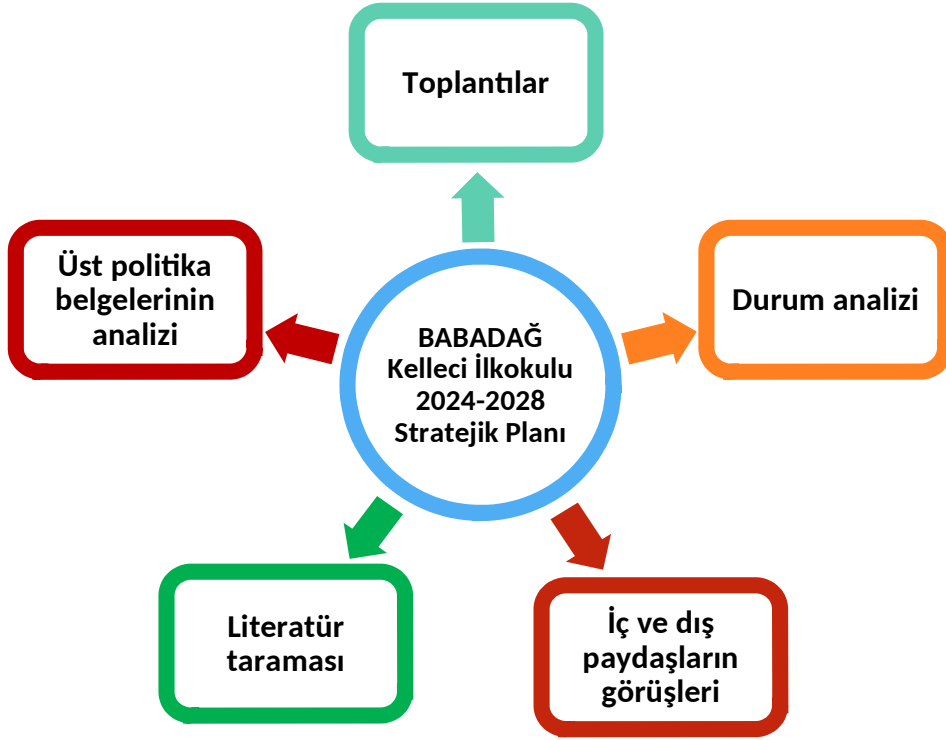 Toplantılar
Üst politika
belgelerinin
analizi
Durum analizi
BABADAĞ
Kelleci İlkokulu
2024-2028
Stratejik Planı
Literatür
taraması
İç ve dış
paydaşların
görüşleri